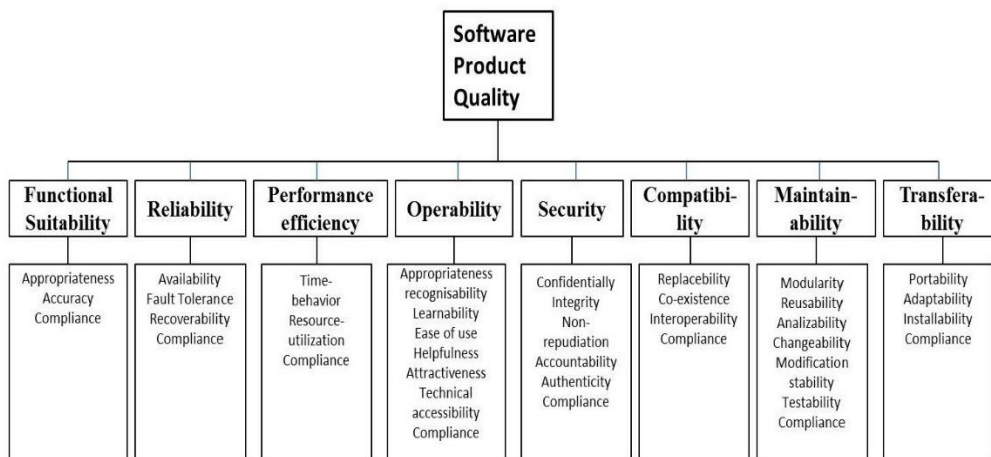 Software
Product
Quality
Functional
Suitability
Reliability
Performance
efficiency
Operability
Security
Compatibi-
lity
Maintain-
ability
Transfera-
bility
Appropriateness
Accuracy
Compliance
Availability
Fault Tolerance
Recoverability
Compliance
Time-
behavior
Resource-
utilization
Compliance
Appropriateness
recognisability
Learnability
Ease of use
Helpfulness
Attractiveness
Technical
accessibility
Compliance
Confidentially
Integrity
Non-
repudiation
Accountability
Authenticity
Compliance
Replacebility
Co-existence
Interoperability
Compliance
Modularity
Reusability
Analizability
Changeability
Modification
stability
Testability
Compliance
Portability
Adaptability
Installability
Compliance